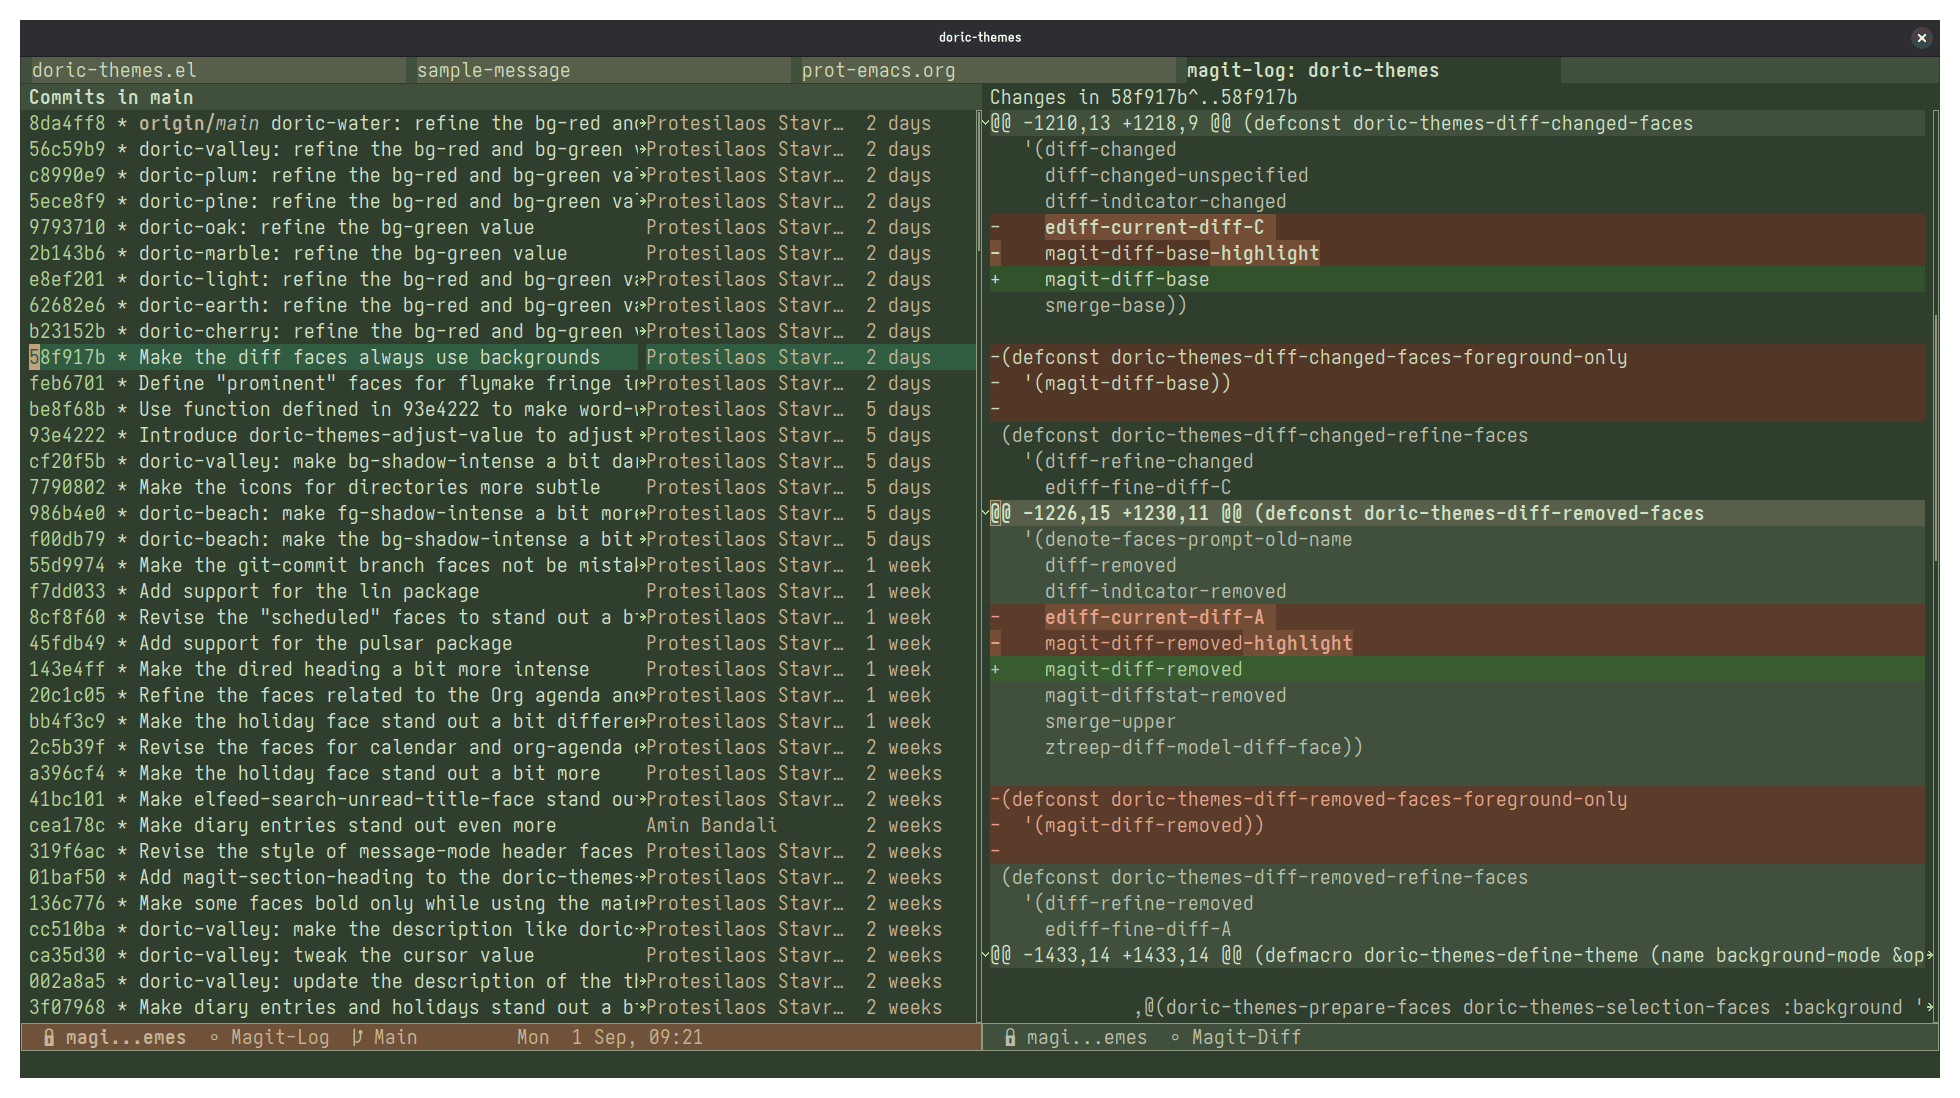 doric-themes
doric-themes.el sample-message prot-emacs.org magit-log: doric-themes
Commits in main
8da4ff8 * origin/main doric-water: refine the bg-red an Protesilaos Stavr… 2 days
56c59b9 * doric-valley: refine the bg-red and bg-green Protesilaos Stavr… 2 days
c8990e9 * doric-plum: refine the bg-red and bg-green va Protesilaos Stavr… 2 days
5ece8f9 * doric-pine: refine the bg-red and bg-green va Protesilaos Stavr… 2 days
9793710 * doric-oak: refine the bg-green value Protesilaos Stavr… 2 days
2b143b6 * doric-marble: refine the bg-green value Protesilaos Stavr… 2 days
e8ef201 * doric-light: refine the bg-red and bg-green v Protesilaos Stavr… 2 days
62682e6 * doric-earth: refine the bg-red and bg-green v Protesilaos Stavr… 2 days
b23152b * doric-cherry: refine the bg-red and bg-green Protesilaos Stavr… 2 days
58f917b * Make the diff faces always use backgrounds Protesilaos Stavr… 2 days
feb6701 * Define "prominent" faces for flymake fringe i Protesilaos Stavr… 2 days
be8f68b * Use function defined in 93e4222 to make word- Protesilaos Stavr… 5 days
93e4222 * Introduce doric-themes-adjust-value to adjust Protesilaos Stavr… 5 days
cf20f5b * doric-valley: make bg-shadow-intense a bit da Protesilaos Stavr… 5 days
7790802 * Make the icons for directories more subtle Protesilaos Stavr… 5 days
986b4e0 * doric-beach: make fg-shadow-intense a bit mor Protesilaos Stavr… 5 days
f00db79 * doric-beach: make the bg-shadow-intense a bit Protesilaos Stavr… 5 days
55d9974 * Make the git-commit branch faces not be mista Protesilaos Stavr… 1 week
f7dd033 * Add support for the lin package Protesilaos Stavr… 1 week
8cf8f60 * Revise the "scheduled" faces to stand out a b Protesilaos Stavr… 1 week
45fdb49 * Add support for the pulsar package Protesilaos Stavr… 1 week
143e4ff * Make the dired heading a bit more intense Protesilaos Stavr… 1 week
20c1c05 * Refine the faces related to the Org agenda an Protesilaos Stavr… 1 week
bb4f3c9 * Make the holiday face stand out a bit differe Protesilaos Stavr… 1 week
2c5b39f * Revise the faces for calendar and org-agenda Protesilaos Stavr… 2 weeks
a396cf4 * Make the holiday face stand out a bit more Protesilaos Stavr… 2 weeks
41bc101 * Make elfeed-search-unread-title-face stand ou Protesilaos Stavr… 2 weeks
cea178c * Make diary entries stand out even more Amin Bandali 2 weeks
319f6ac * Revise the style of message-mode header faces Protesilaos Stavr… 2 weeks
01baf50 * Add magit-section-heading to the doric-themes Protesilaos Stavr… 2 weeks
136c776 * Make some faces bold only while using the mai Protesilaos Stavr… 2 weeks
cc510ba * doric-valley: make the description like doric Protesilaos Stavr… 2 weeks
ca35d30 * doric-valley: tweak the cursor value Protesilaos Stavr… 2 weeks
002a8a5 * doric-valley: update the description of the t Protesilaos Stavr… 2 weeks
3f07968 * Make diary entries and holidays stand out a b Protesilaos Stavr… 2 weeks
magi...emes ∘ Magit-Log Main Mon 1 Sep, 09:21
Changes in 58f917b^..58f917b
@@ -1210,13 +1218,9 @@ (defconst doric-themes-diff-changed-faces
'(diff-changed
diff-changed-unspecified
diff-indicator-changed
- ediff-current-diff-C
- magit-diff-base-highlight
+ magit-diff-base
smerge-base))
-(defconst doric-themes-diff-changed-faces-foreground-only
- '(magit-diff-base))
-
(defconst doric-themes-diff-changed-refine-faces
'(diff-refine-changed
ediff-fine-diff-C
@@ -1226,15 +1230,11 @@ (defconst doric-themes-diff-removed-faces
'(denote-faces-prompt-old-name
diff-removed
diff-indicator-removed
- ediff-current-diff-A
- magit-diff-removed-highlight
+ magit-diff-removed
magit-diffstat-removed
smerge-upper
ztreep-diff-model-diff-face))
-(defconst doric-themes-diff-removed-faces-foreground-only
- '(magit-diff-removed))
-
(defconst doric-themes-diff-removed-refine-faces
'(diff-refine-removed
ediff-fine-diff-A
@@ -1433,14 +1433,14 @@ (defmacro doric-themes-define-theme (name background-mode &op
,@(doric-themes-prepare-faces doric-themes-selection-faces :background '
magi...emes ∘ Magit-Diff